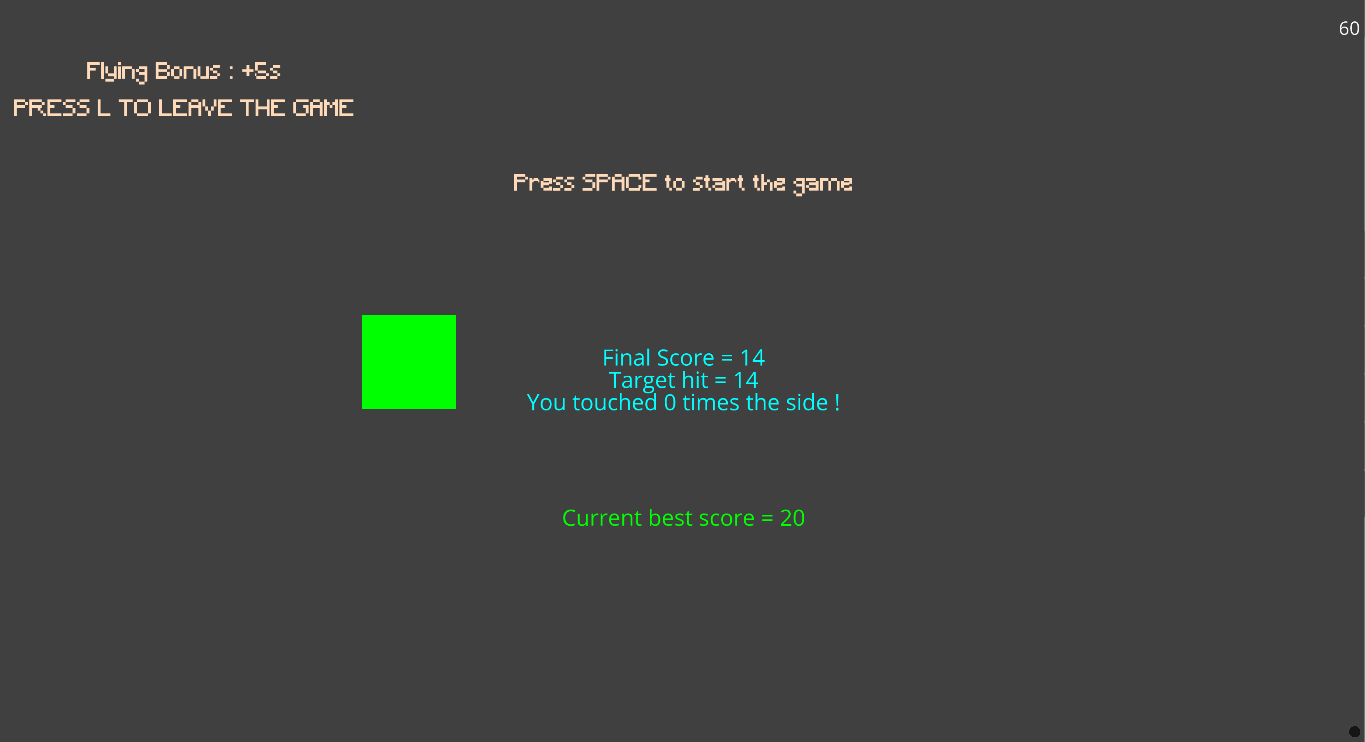 60
Flying Bonus : +5s
PRESS L TO LEAVE THE GAME
Press SPACE to start the game
Final Score = 14
Target hit = 14
You touched 0 times the side !
Current best score = 20